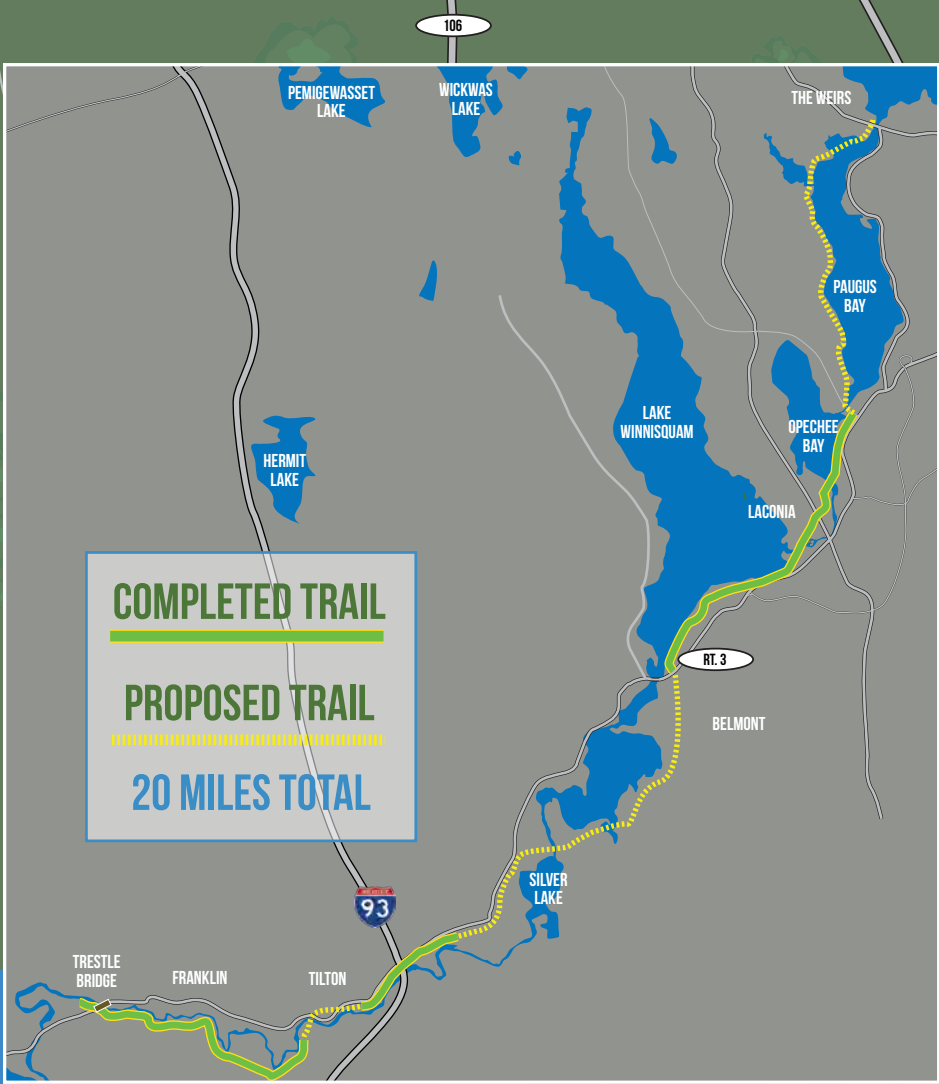 106
PEMIGEWASSET
LAKE
WICKWAS
LAKE
THE WEIRS
PAUGUS
BAY
LAKE
WINNISQUAM
OPECHEE
BAY
HERMIT
LAKE
LACONIA
COMPLETED TRAIL
PROPOSED TRAIL
20 MILES TOTAL
RT. 3
BELMONT
SILVER
LAKE
93
TRESTLE
BRIDGE
FRANKLIN
TILTON